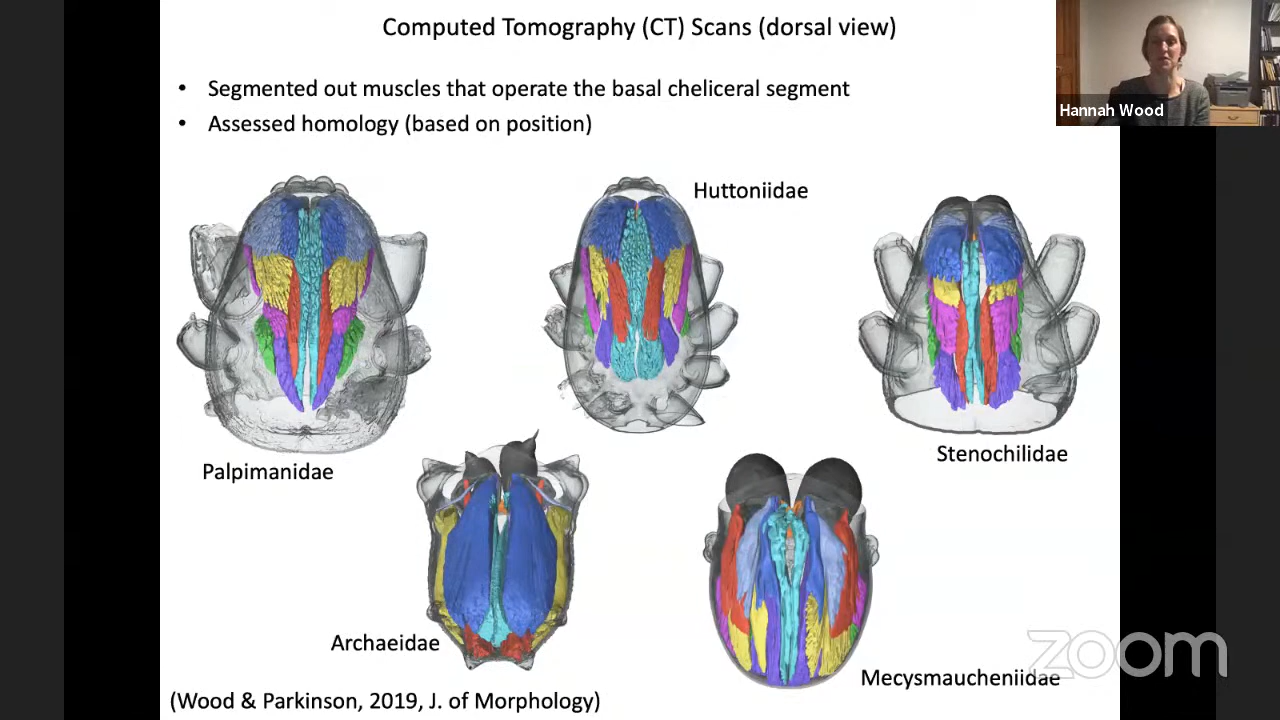 Computed Tomography (CT) Scans (dorsal view)
Hannah Wood
• Segmented out muscles that operate the basal cheliceral segment
• Assessed homology (based on position)
Huttoniidae
Palpimanidae
Stenochilidae
Archaeidae
Mecysmaucheniidae
zoom
(Wood & Parkinson, 2019, J. of Morphology)